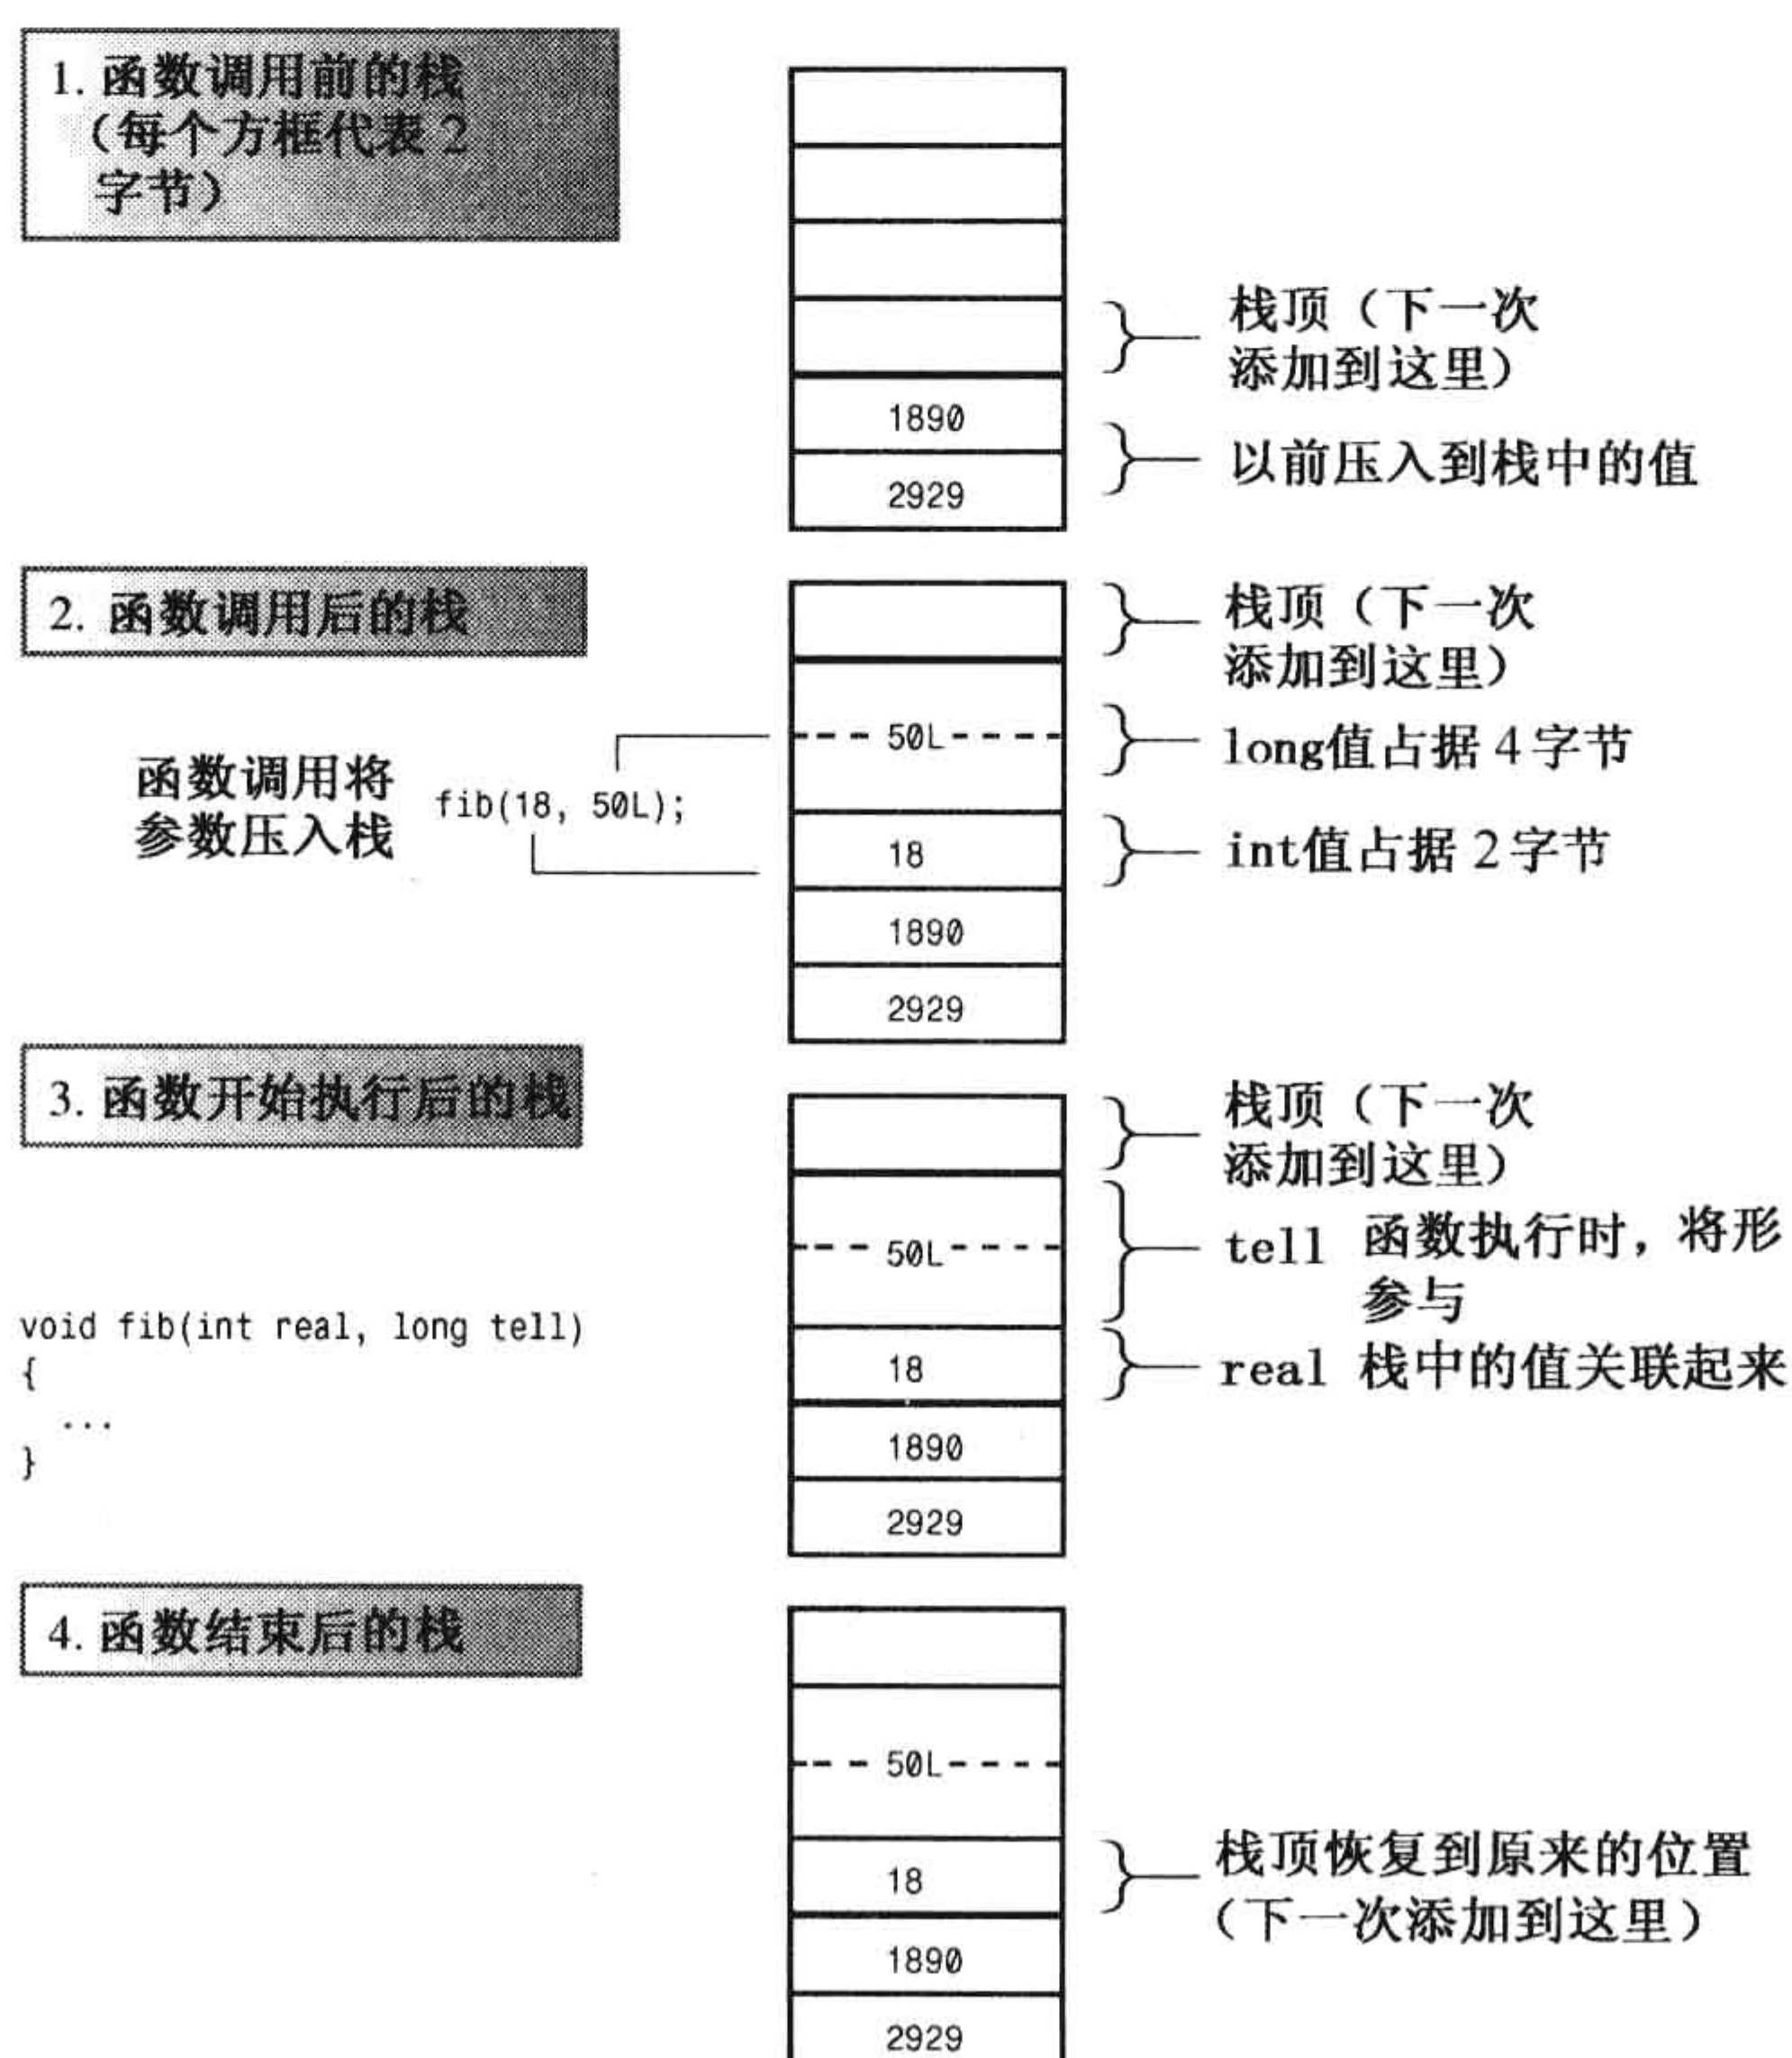 1. 函数调用前的栈
（每个方框代表 2
字节）
栈顶（下一次
添加到这里）
1890
以前压入到栈中的值
2929
2. 函数调用后的栈
栈顶（下一次
添加到这里）
50L
long值占据 4 字节
函数调用将
参数压入栈
fib(18, 50L);
18
int值占据 2 字节
1890
2929
3. 函数开始执行后的栈
栈顶（下一次
添加到这里）
50L
tell 函数执行时，将形
参与
void fib(int real, long tell)
{
...
}
18
real 栈中的值关联起来
1890
2929
4. 函数结束后的栈
50L
18
栈顶恢复到原来的位置
（下一次添加到这里）
1890
2929